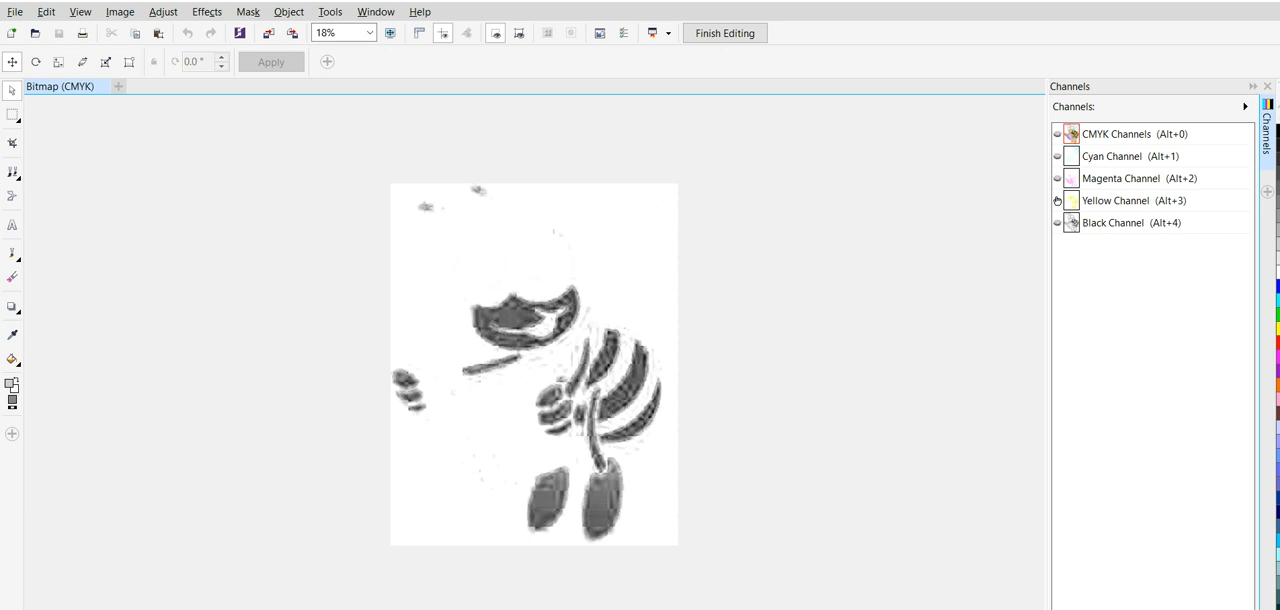 File Edit View Image Adjust Effects Mask Object Tools Window Help
18% Finish Editing
0.0 ° Apply
Bitmap (CMYK)
Channels
Channels:
CMYK Channels (Alt+0)
Cyan Channel (Alt+1)
Magenta Channel (Alt+2)
Yellow Channel (Alt+3)
Black Channel (Alt+4)
Channels